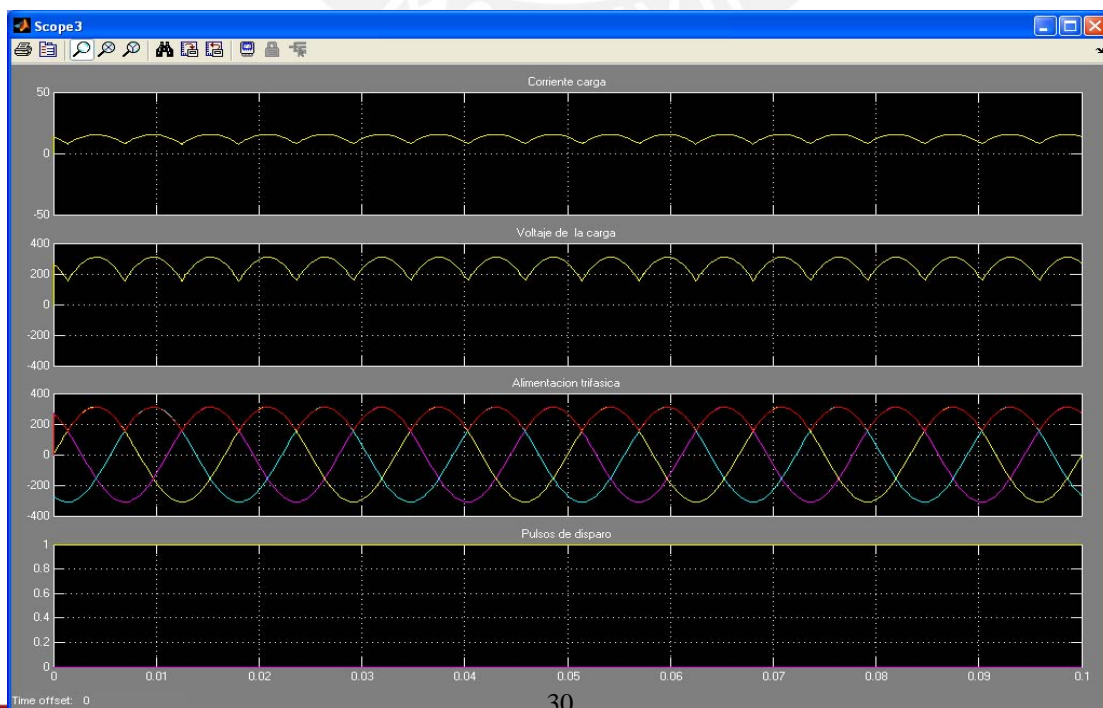 Scope3
Corriente carga
50
0
-50
Voltaje de la carga
400
200
0
-200
-400
Alimentacion trifasica
400
200
0
-200
-400
Pulsos de disparo
1
0.8
0.6
0.4
0.2
0
0 0.01 0.02 0.03 0.04 0.05 0.06 0.07 0.08 0.09 0.1
Time offset: 0
30